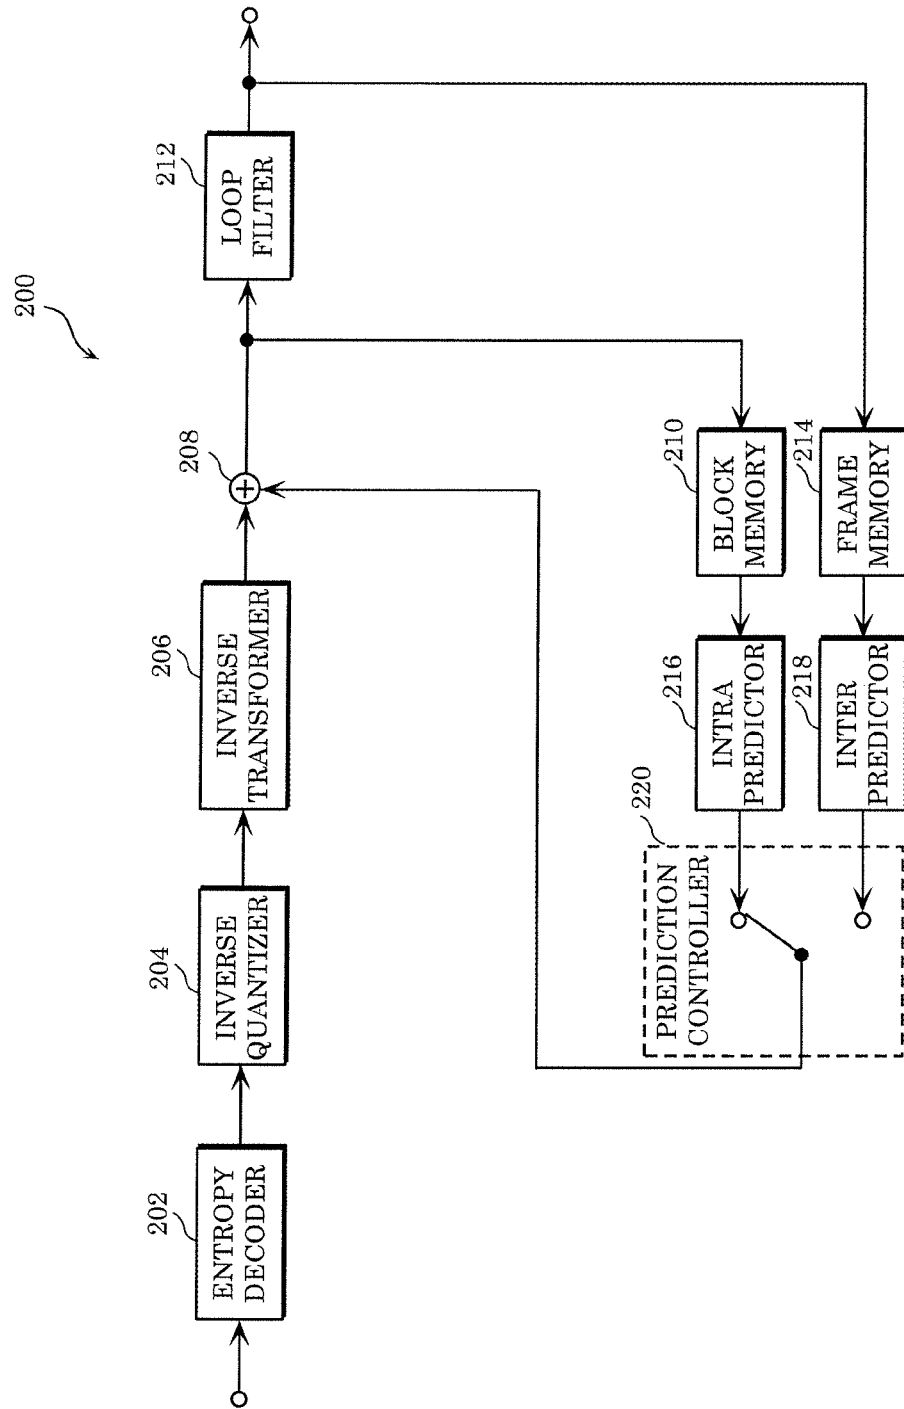 200
202
ENTROPY
DECODER
204
INVERSE
QUANTIZER
206
INVERSE
TRANSFORMER
208
212
LOOP
FILTER
220
PREDICTION
CONTROLLER
216
INTRA
PREDICTOR
210
BLOCK
MEMORY
218
INTER
PREDICTOR
214
FRAME
MEMORY